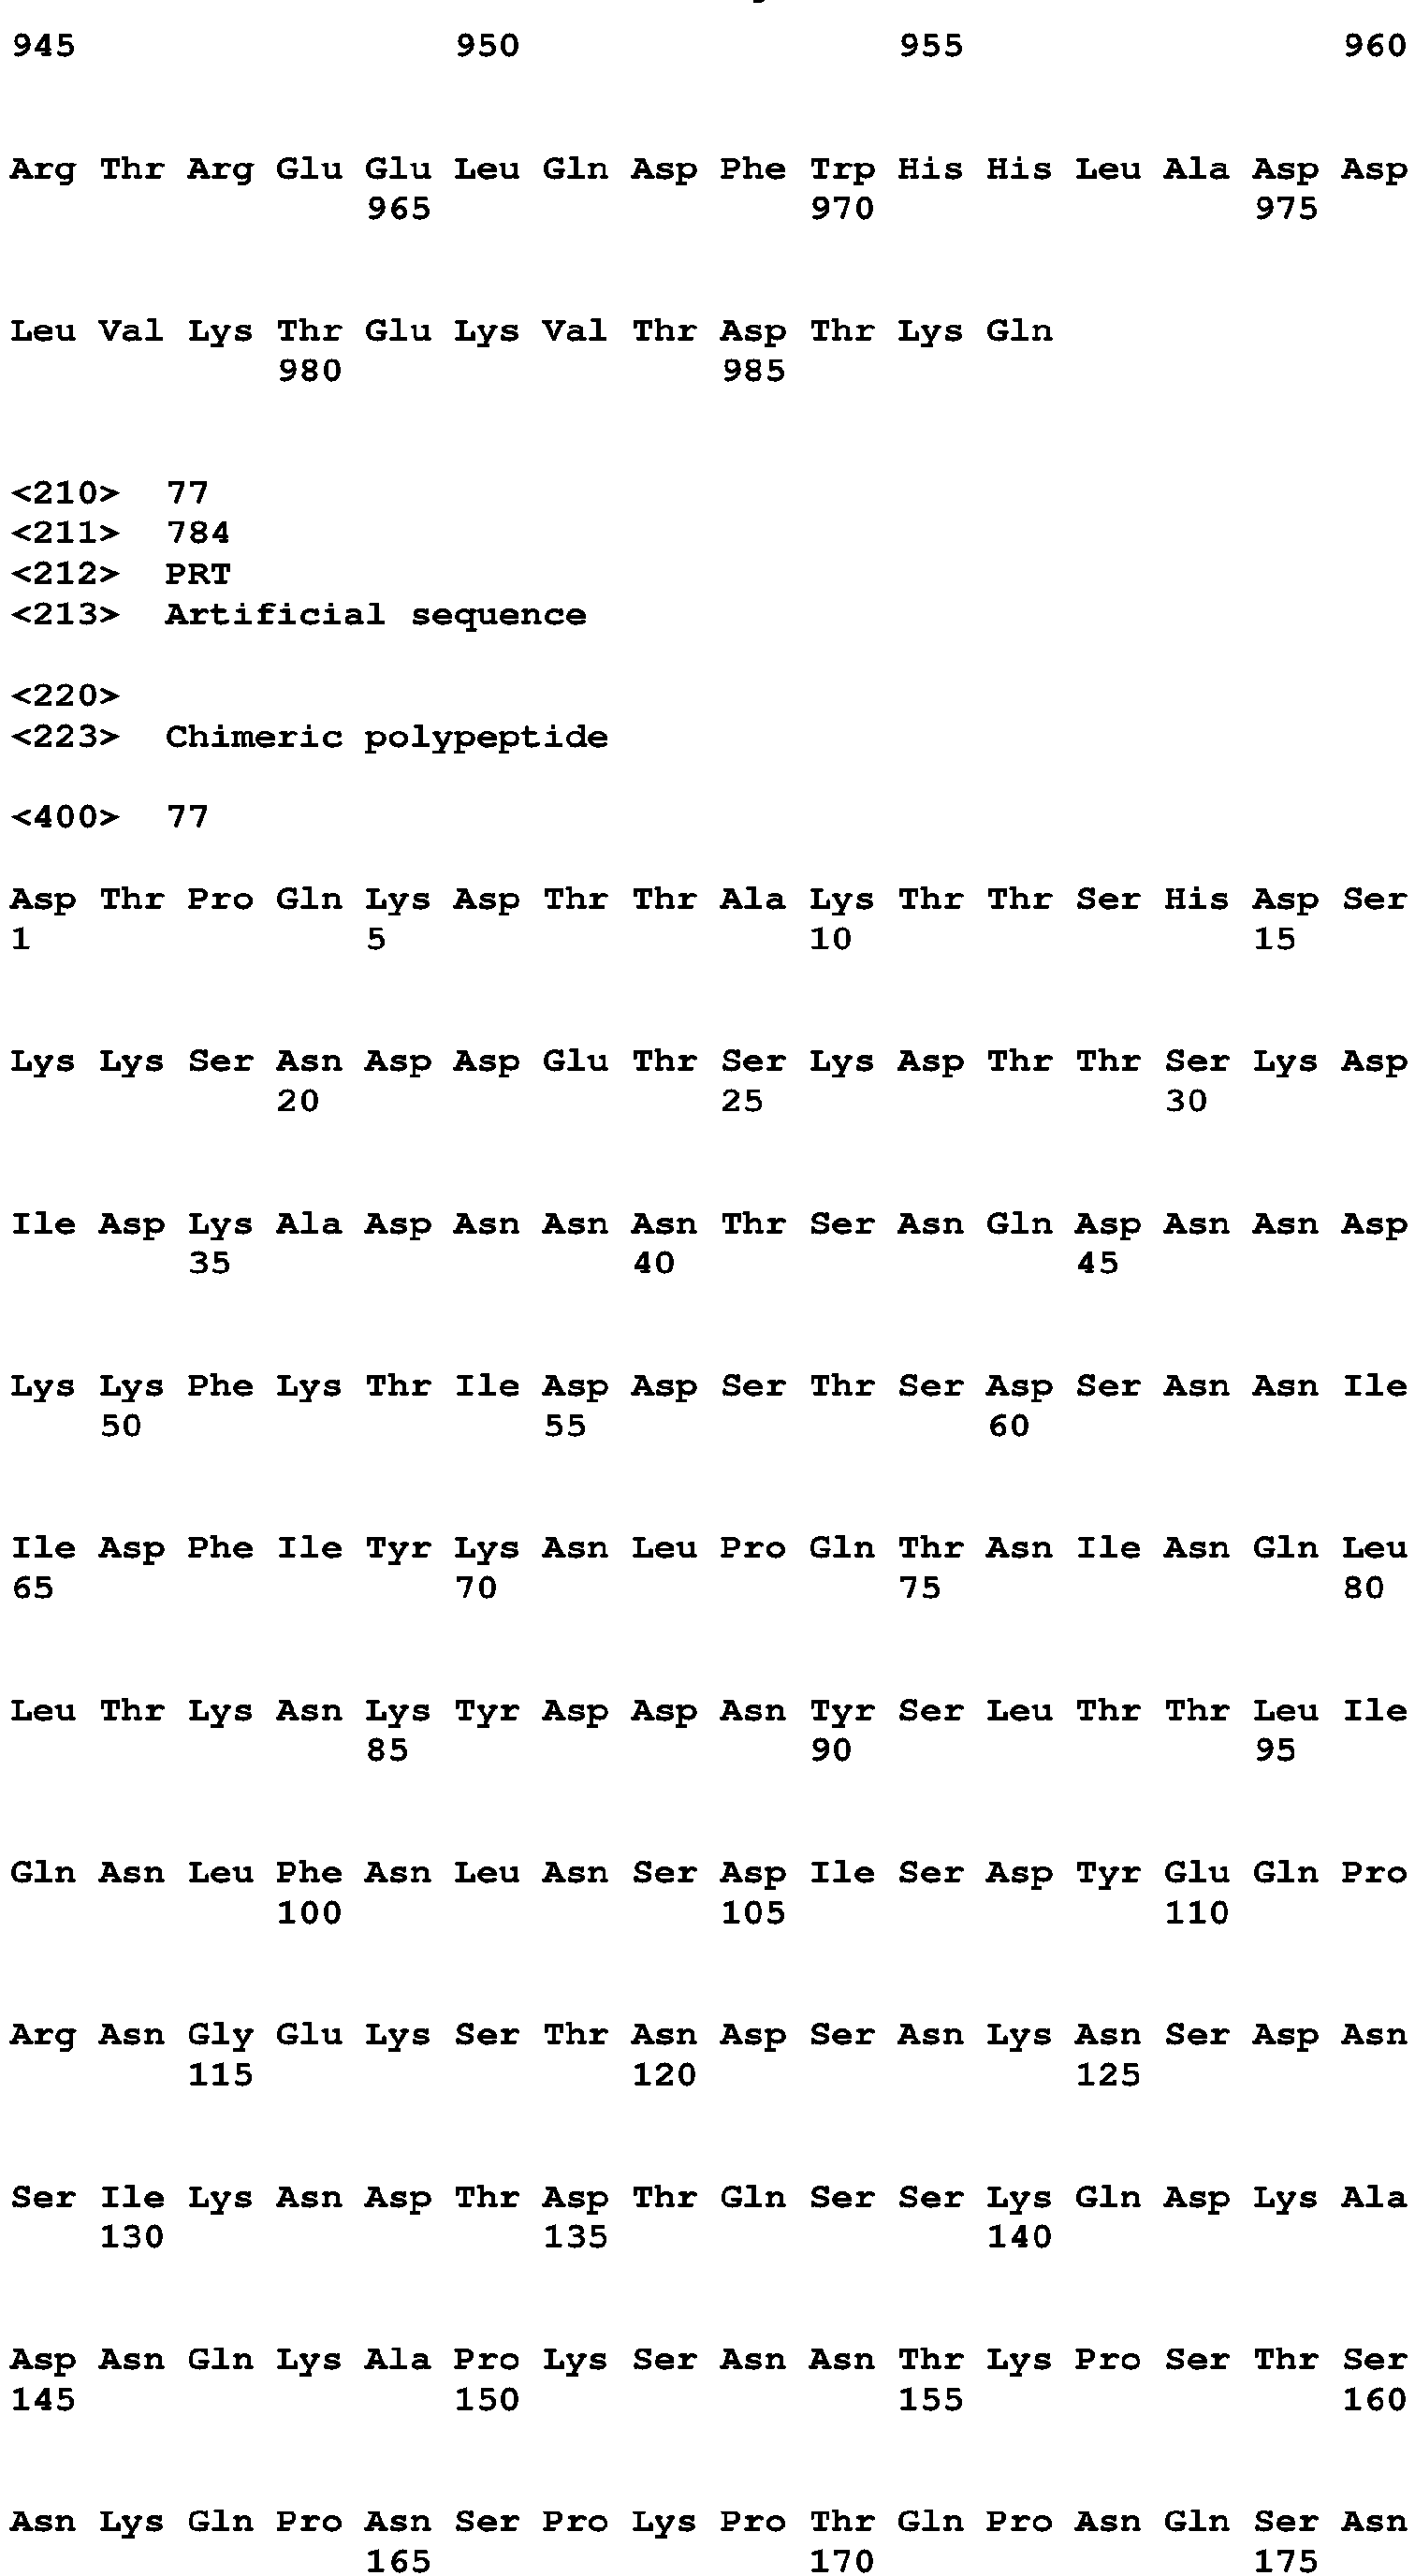 945 950 955 960
Arg Thr Arg Glu Glu Leu Gln Asp Phe Trp His His Leu Ala Asp Asp
965 970 975
Leu Val Lys Thr Glu Lys Val Thr Asp Thr Lys Gln
980 985
<210> 77
<211> 784
<212> PRT
<213> Artificial sequence
<220>
<223> Chimeric polypeptide
<400> 77
Asp Thr Pro Gln Lys Asp Thr Thr Ala Lys Thr Thr Ser His Asp Ser
1 5 10 15
Lys Lys Ser Asn Asp Asp Glu Thr Ser Lys Asp Thr Thr Ser Lys Asp
20 25 30
Ile Asp Lys Ala Asp Asn Asn Asn Thr Ser Asn Gln Asp Asn Asn Asp
35 40 45
Lys Lys Phe Lys Thr Ile Asp Asp Ser Thr Ser Asp Ser Asn Asn Ile
50 55 60
Ile Asp Phe Ile Tyr Lys Asn Leu Pro Gln Thr Asn Ile Asn Gln Leu
65 70 75 80
Leu Thr Lys Asn Lys Tyr Asp Asp Asn Tyr Ser Leu Thr Thr Leu Ile
85 90 95
Gln Asn Leu Phe Asn Leu Asn Ser Asp Ile Ser Asp Tyr Glu Gln Pro
100 105 110
Arg Asn Gly Glu Lys Ser Thr Asn Asp Ser Asn Lys Asn Ser Asp Asn
115 120 125
Ser Ile Lys Asn Asp Thr Asp Thr Gln Ser Ser Lys Gln Asp Lys Ala
130 135 140
Asp Asn Gln Lys Ala Pro Lys Ser Asn Asn Thr Lys Pro Ser Thr Ser
145 150 155 160
Asn Lys Gln Pro Asn Ser Pro Lys Pro Thr Gln Pro Asn Gln Ser Asn
165 170 175